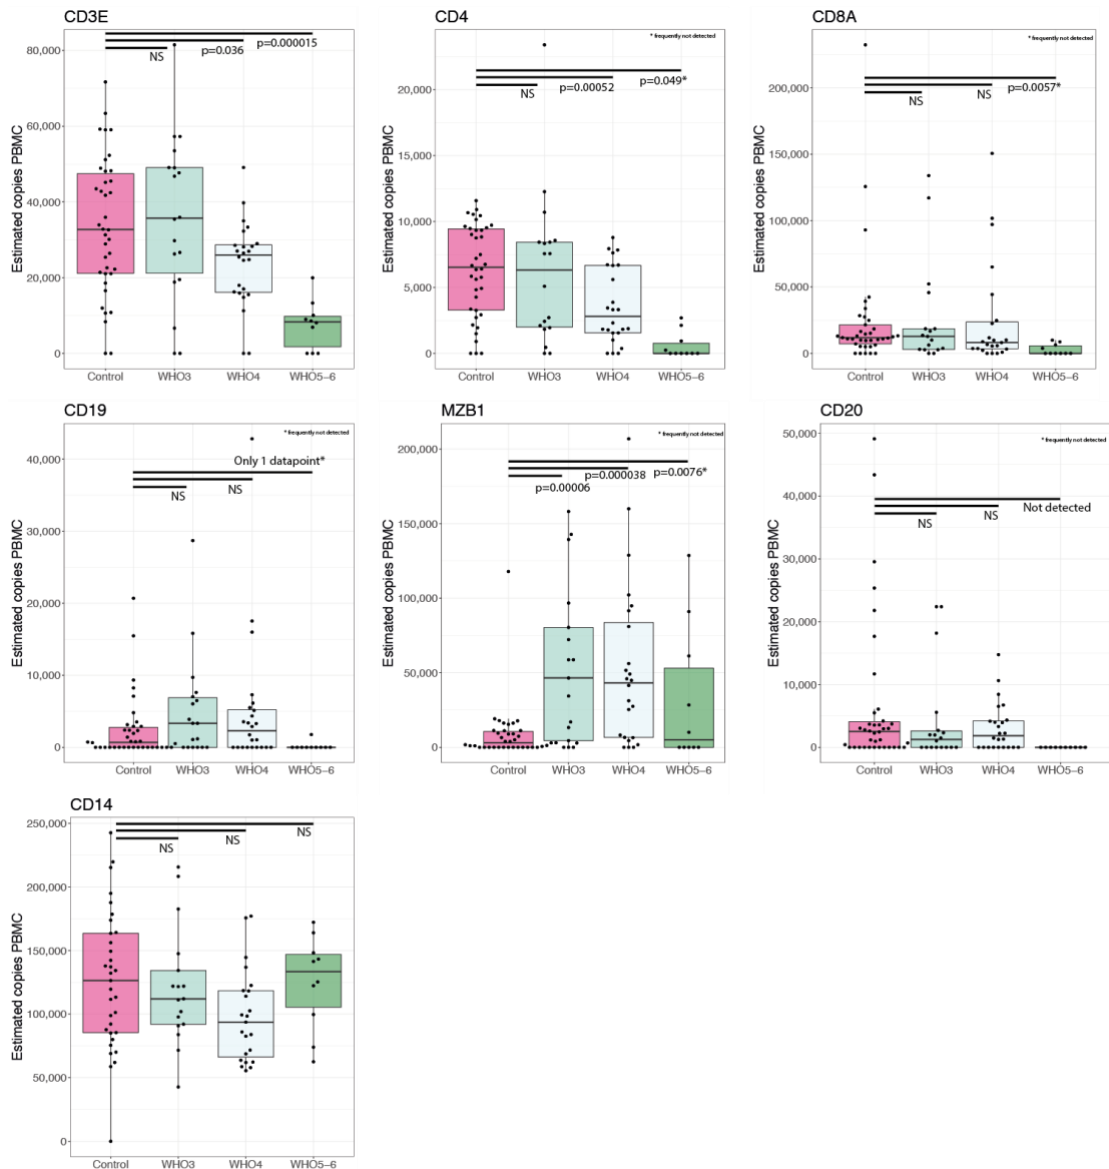 CD3E
Estimated copies PBMC
80,000
60,000
40,000
20,000
0
p=0.000015
p=0.036
NS
Control WHO3 WHO4 WHO5–6
CD4
* frequently not detected
Estimated copies PBMC
20,000
15,000
10,000
5,000
0
p=0.049*
p=0.00052
NS
Control WHO3 WHO4 WHO5–6
CD8A
* frequently not detected
Estimated copies PBMC
200,000
150,000
100,000
50,000
0
p=0.0057*
NS
NS
Control WHO3 WHO4 WHO5–6
CD19
* frequently not detected
Estimated copies PBMC
40,000
30,000
20,000
10,000
0
Only 1 datapoint*
NS
NS
Control WHO3 WHO4 WHO5–6
MZB1
* frequently not detected
Estimated copies PBMC
200,000
150,000
100,000
50,000
0
p=0.0076*
p=0.000038
p=0.00006
Control WHO3 WHO4 WHO5–6
CD20
* frequently not detected
Estimated copies PBMC
50,000
40,000
30,000
20,000
10,000
0
Not detected
NS
NS
Control WHO3 WHO4 WHO5–6
CD14
Estimated copies PBMC
250,000
200,000
150,000
100,000
50,000
0
NS
NS
NS
Control WHO3 WHO4 WHO5–6